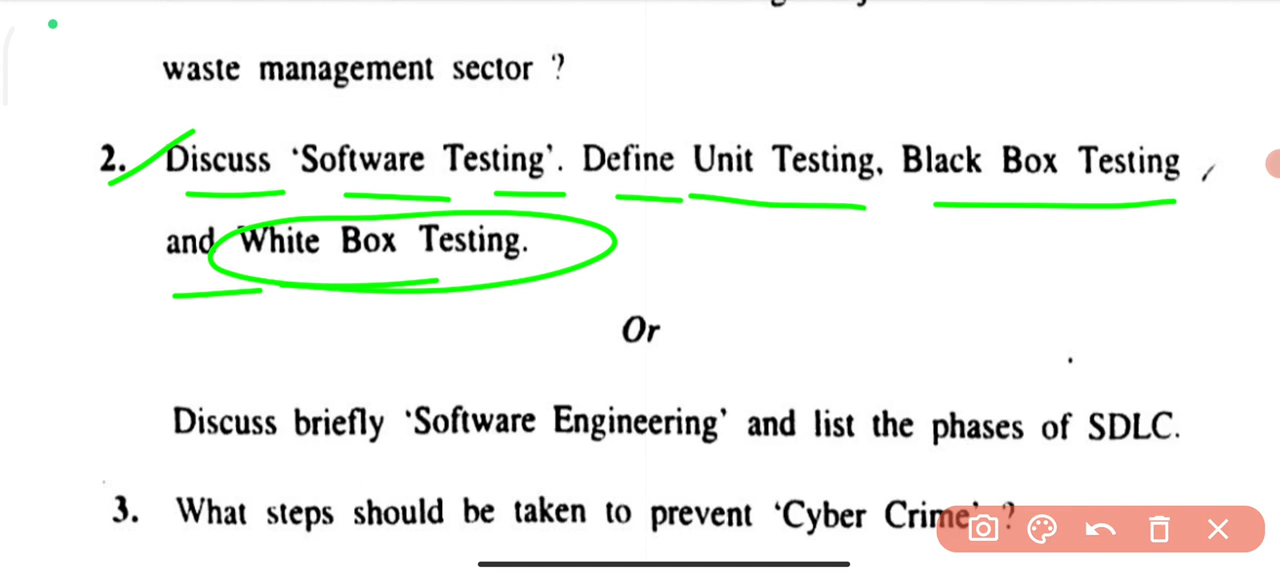 waste management sector ?
2. Discuss ‘Software Testing’. Define Unit Testing, Black Box Testing
and White Box Testing.
Or
Discuss briefly ‘Software Engineering’ and list the phases of SDLC.
3. What steps should be taken to prevent ‘Cyber Crime’ ?